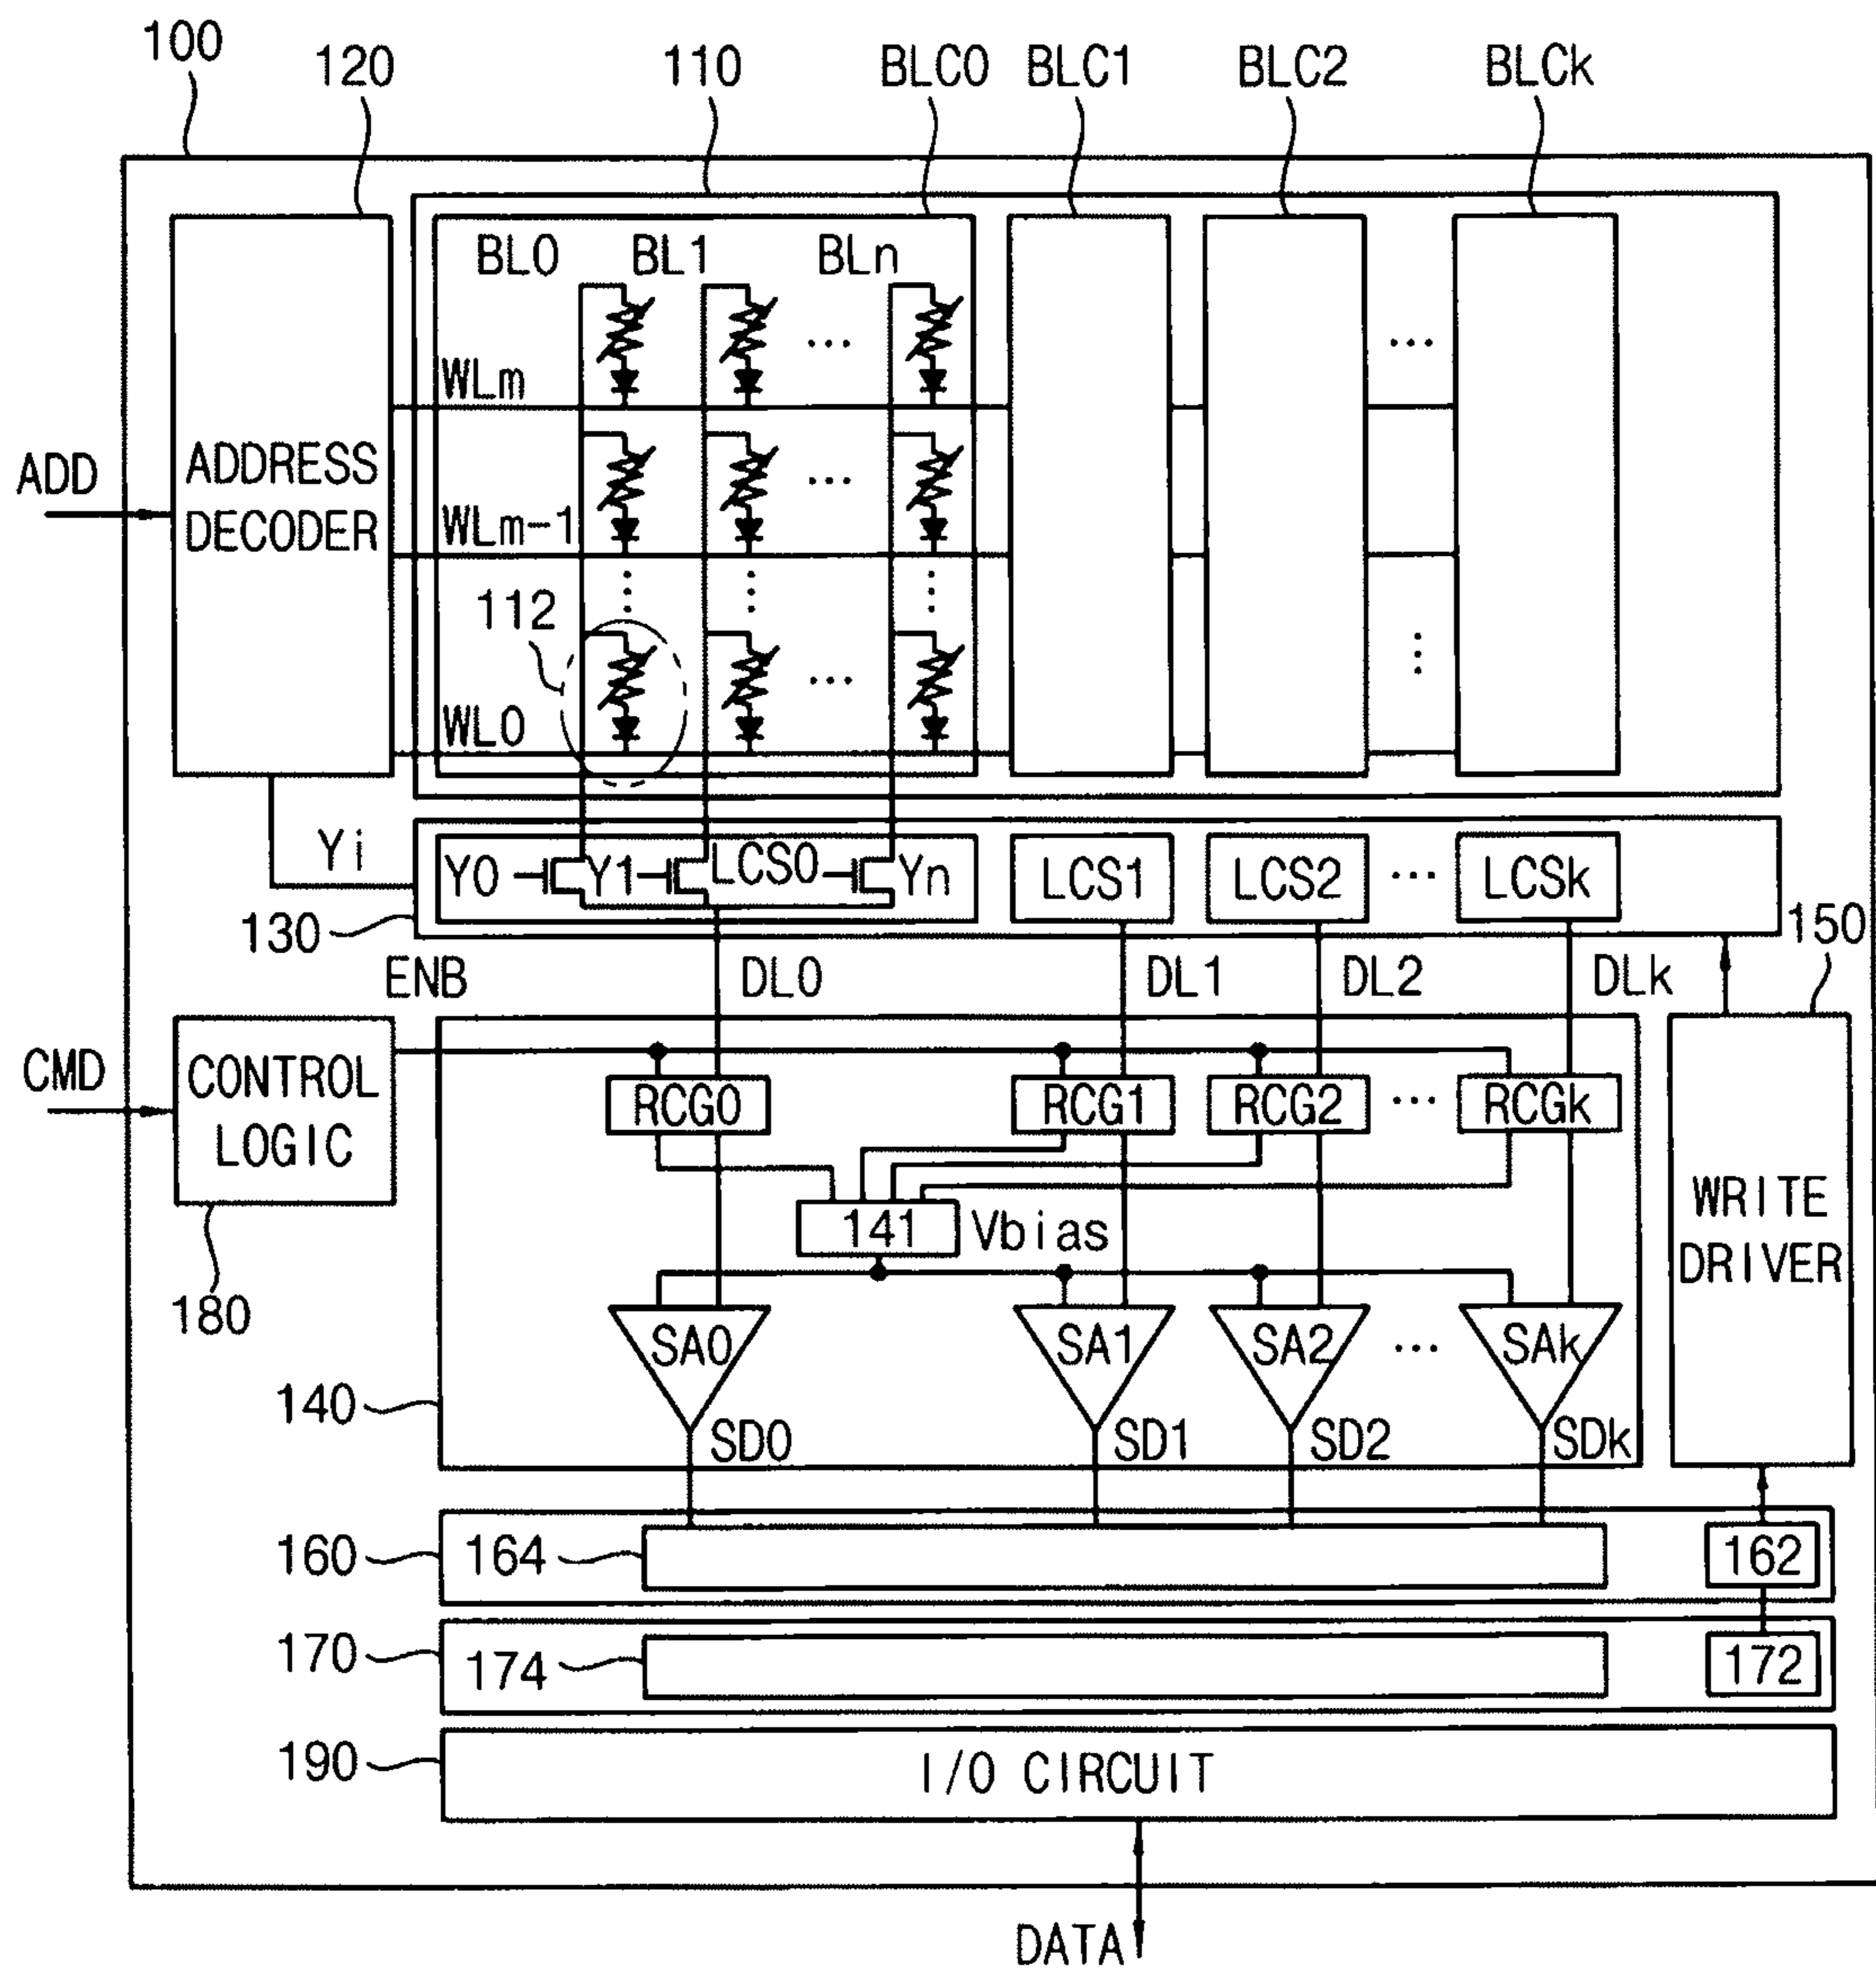 100
120
110
BLC0
BLC1
BLC2
BLCk
BL0
BL1
BLn
...
WLm
...
ADD
ADDRESS
DECODER
...
WLm-1
112
...
WL0
Yi
Y0
Y1
LCS0
Yn
LCS1
LCS2
...
LCSk
130
150
ENB
DL0
DL1
DL2
DLk
CMD
CONTROL
LOGIC
RCG0
RCG1
RCG2
...
RCGk
141
Vbias
WRITE
DRIVER
180
SA0
SA1
SA2
...
SAk
140
SD0
SD1
SD2
SDk
160
164
162
170
174
172
190
I/O CIRCUIT
DATA